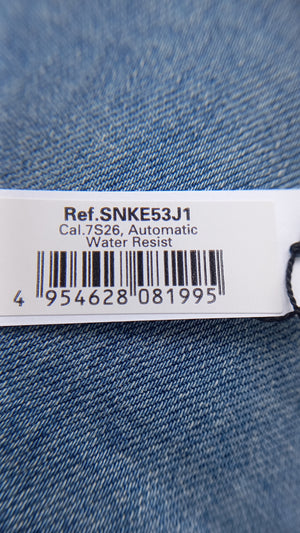 Ref.SNKE53J1
Cal.7S26, Automatic
Water Resist
4 954628 081995